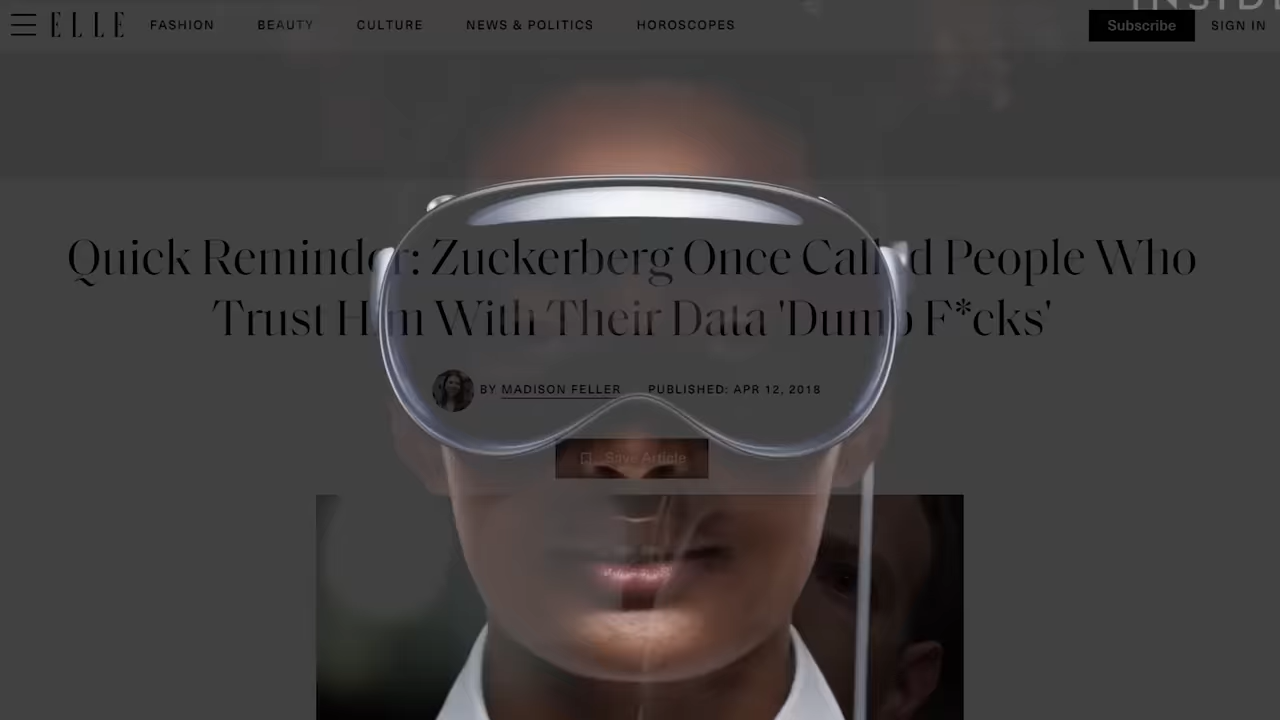 INSIDE
ELLE FASHION BEAUTY CULTURE NEWS & POLITICS HOROSCOPES Subscribe SIGN IN
Quick Reminder: Zuckerberg Once Called People Who
Trust Him With Their Data 'Dumb F*cks'
BY MADISON FELLER PUBLISHED: APR 12, 2018
Save Article